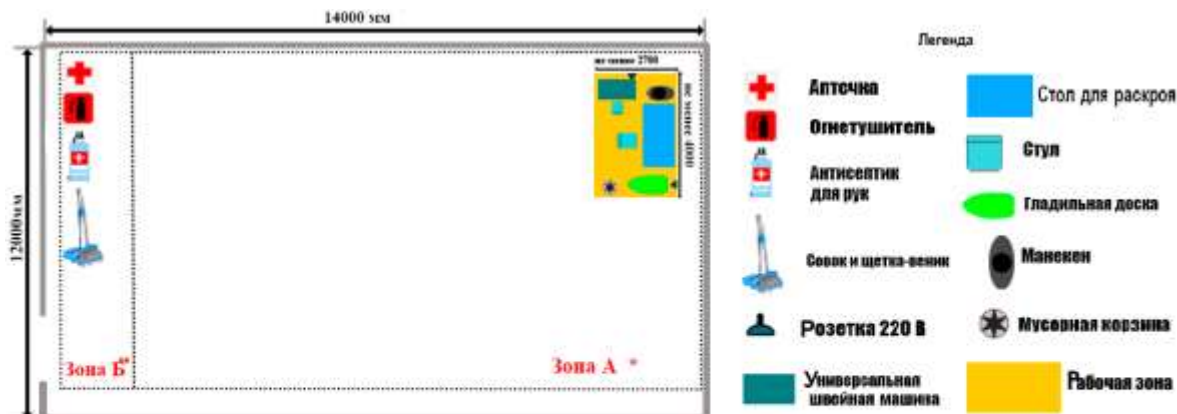 14000 мм
12000мм
не менее 2700
не менее 4000
Зона Б**
Зона А *
Легенда
Аптечка
Огнетушитель
Антисептик
для рук
Совок и щетка-веник
Розетка 220 В
Универсальная
швейная машина
Стол для раскроя
Стул
Гладильная доска
Манекен
Мусорная корзина
Рабочая зона